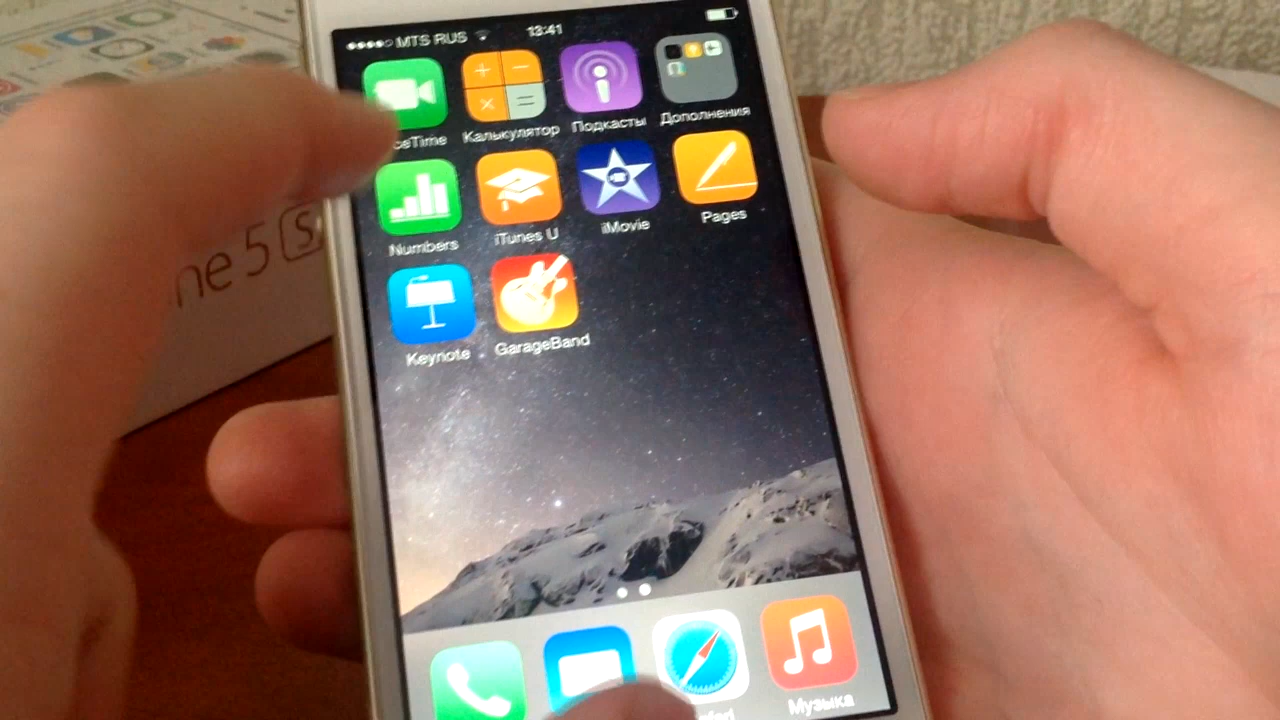 MTS RUS 13:41
ceTime Калькулятор Подкасты Дополнения
Numbers iTunes U iMovie Pages
Keynote GarageBand
ne 5 S
Музыка